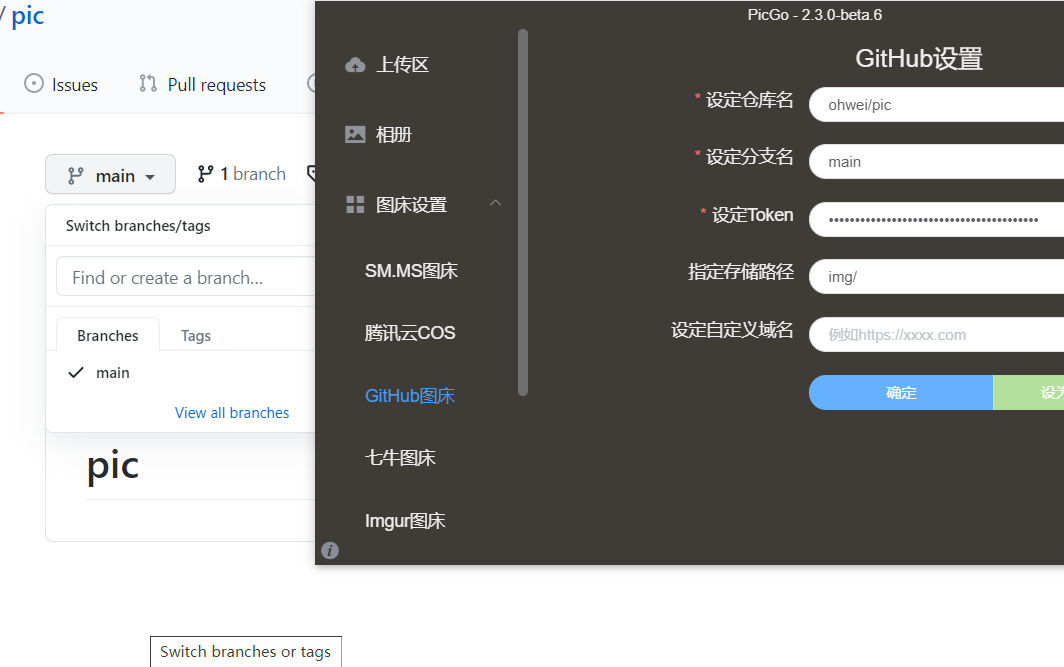 / pic
Issues
Pull requests
main
1 branch
Switch branches/tags
Find or create a branch...
Branches
Tags
main
View all branches
pic
Switch branches or tags
PicGo - 2.3.0-beta.6
上传区
相册
图床设置
SM.MS图床
腾讯云COS
GitHub图床
七牛图床
Imgur图床
GitHub设置
* 设定仓库名
ohwei/pic
* 设定分支名
main
* 设定Token
指定存储路径
img/
设定自定义域名
例如https://xxxx.com
确定
设为